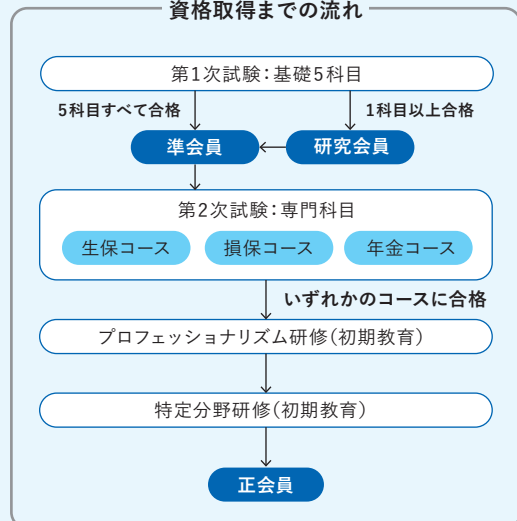 資格取得までの流れ
第1次試験:基礎5科目
5科目すべて合格
1科目以上合格
準会員
研究会員
第2次試験:専門科目
生保コース
損保コース
年金コース
いずれかのコースに合格
プロフェッショナリズム研修(初期教育)
特定分野研修(初期教育)
正会員